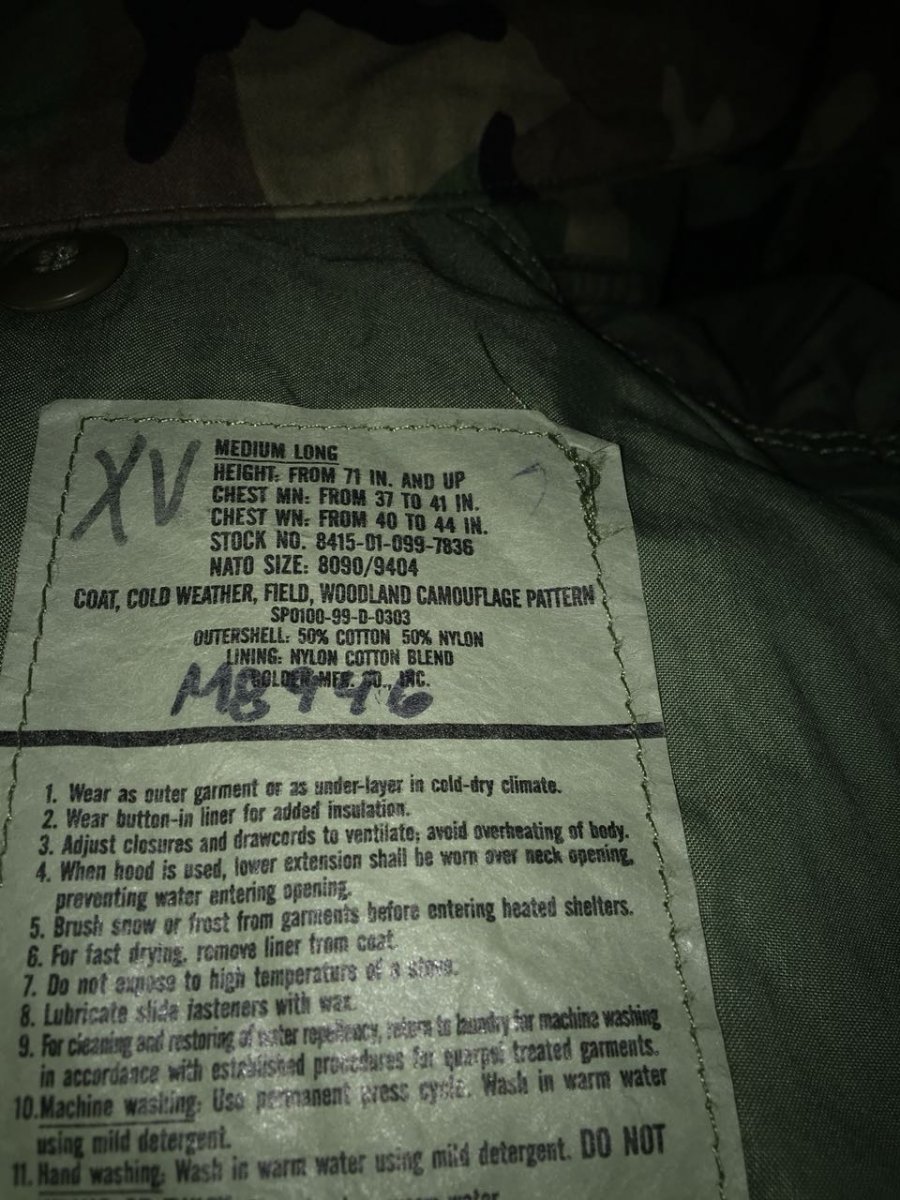 XV
MEDIUM LONG
HEIGHT: FROM 71 IN. AND UP
CHEST MN: FROM 37 TO 41 IN.
CHEST WN: FROM 40 TO 44 IN.
STOCK NO. 8415-01-099-7836
NATO SIZE: 8090/9404
COAT, COLD WEATHER, FIELD, WOODLAND CAMOUFLAGE PATTERN
SPO100-99-D-0303
OUTERSHELL: 50% COTTON 50% NYLON
LINING: NYLON COTTON BLEND
MFG. CO., INC.
1. Wear as outer garment or as under-layer in cold-dry climate.
2. Wear button-in liner for added insulation.
3. Adjust closures and drawcords to ventilate; avoid overheating of body.
4. When hood is used, lower extension shall be worn over neck opening,
preventing water entering opening.
5. Brush snow or frost from garments before entering heated shelters.
6. For fast drying, remove liner from coat.
7. Do not expose to high temperature of a stove.
8. Lubricate slide fasteners with wax.
9. For cleaning and restoring of water repellency, return to laundry for machine washing
in accordance with established procedures for quarpel treated garments.
10. Machine washing: Use permanent press cycle. Wash in warm water
using mild detergent.
11. Hand washing: Wash in warm water using mild detergent. DO NOT